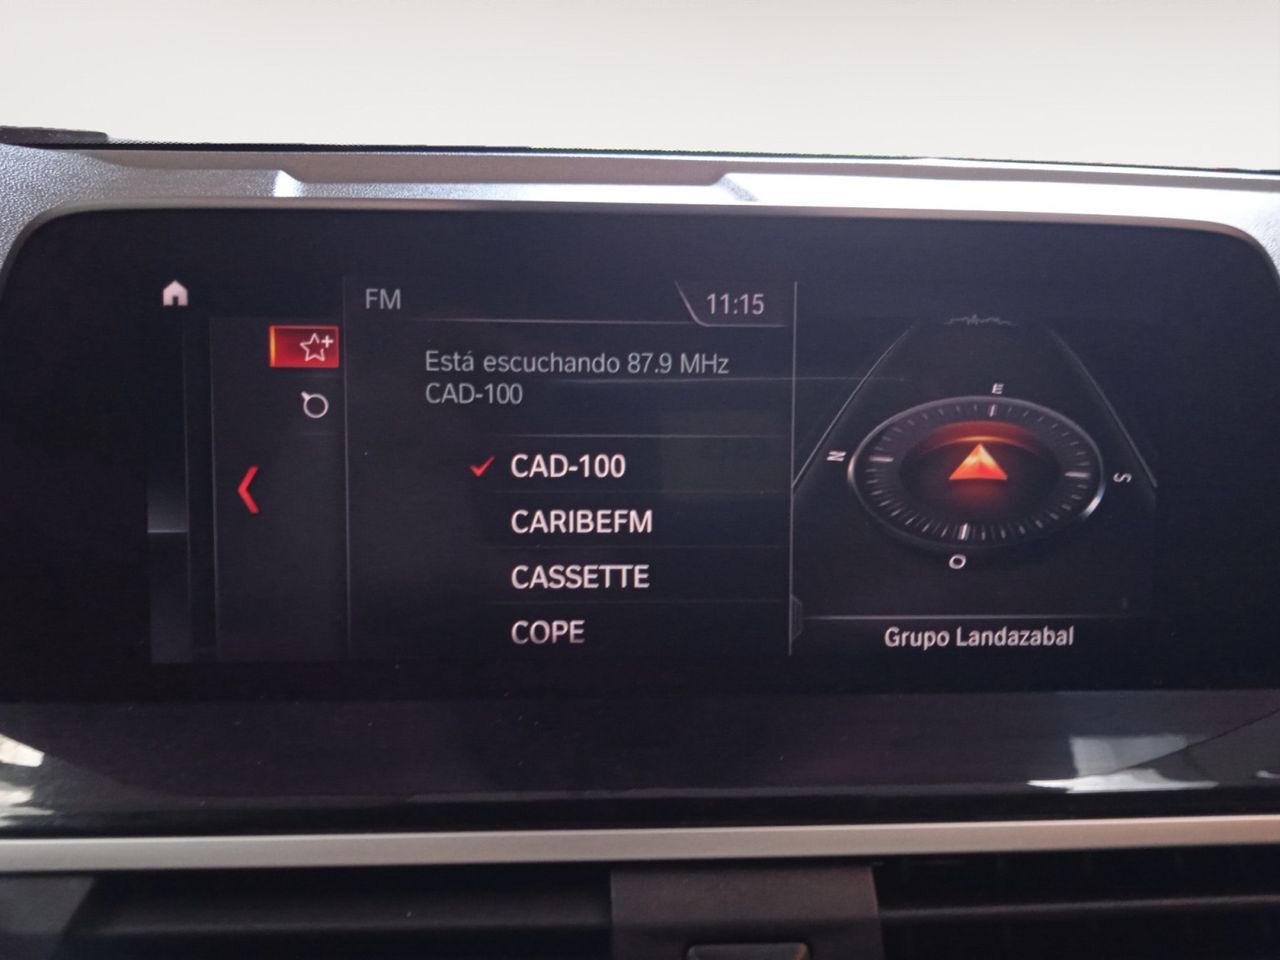 FM
11:15
Está escuchando 87.9 MHz
CAD-100
CAD-100
CARIBEFM
CASSETTE
COPE
E
N
S
O
Grupo Landazabal